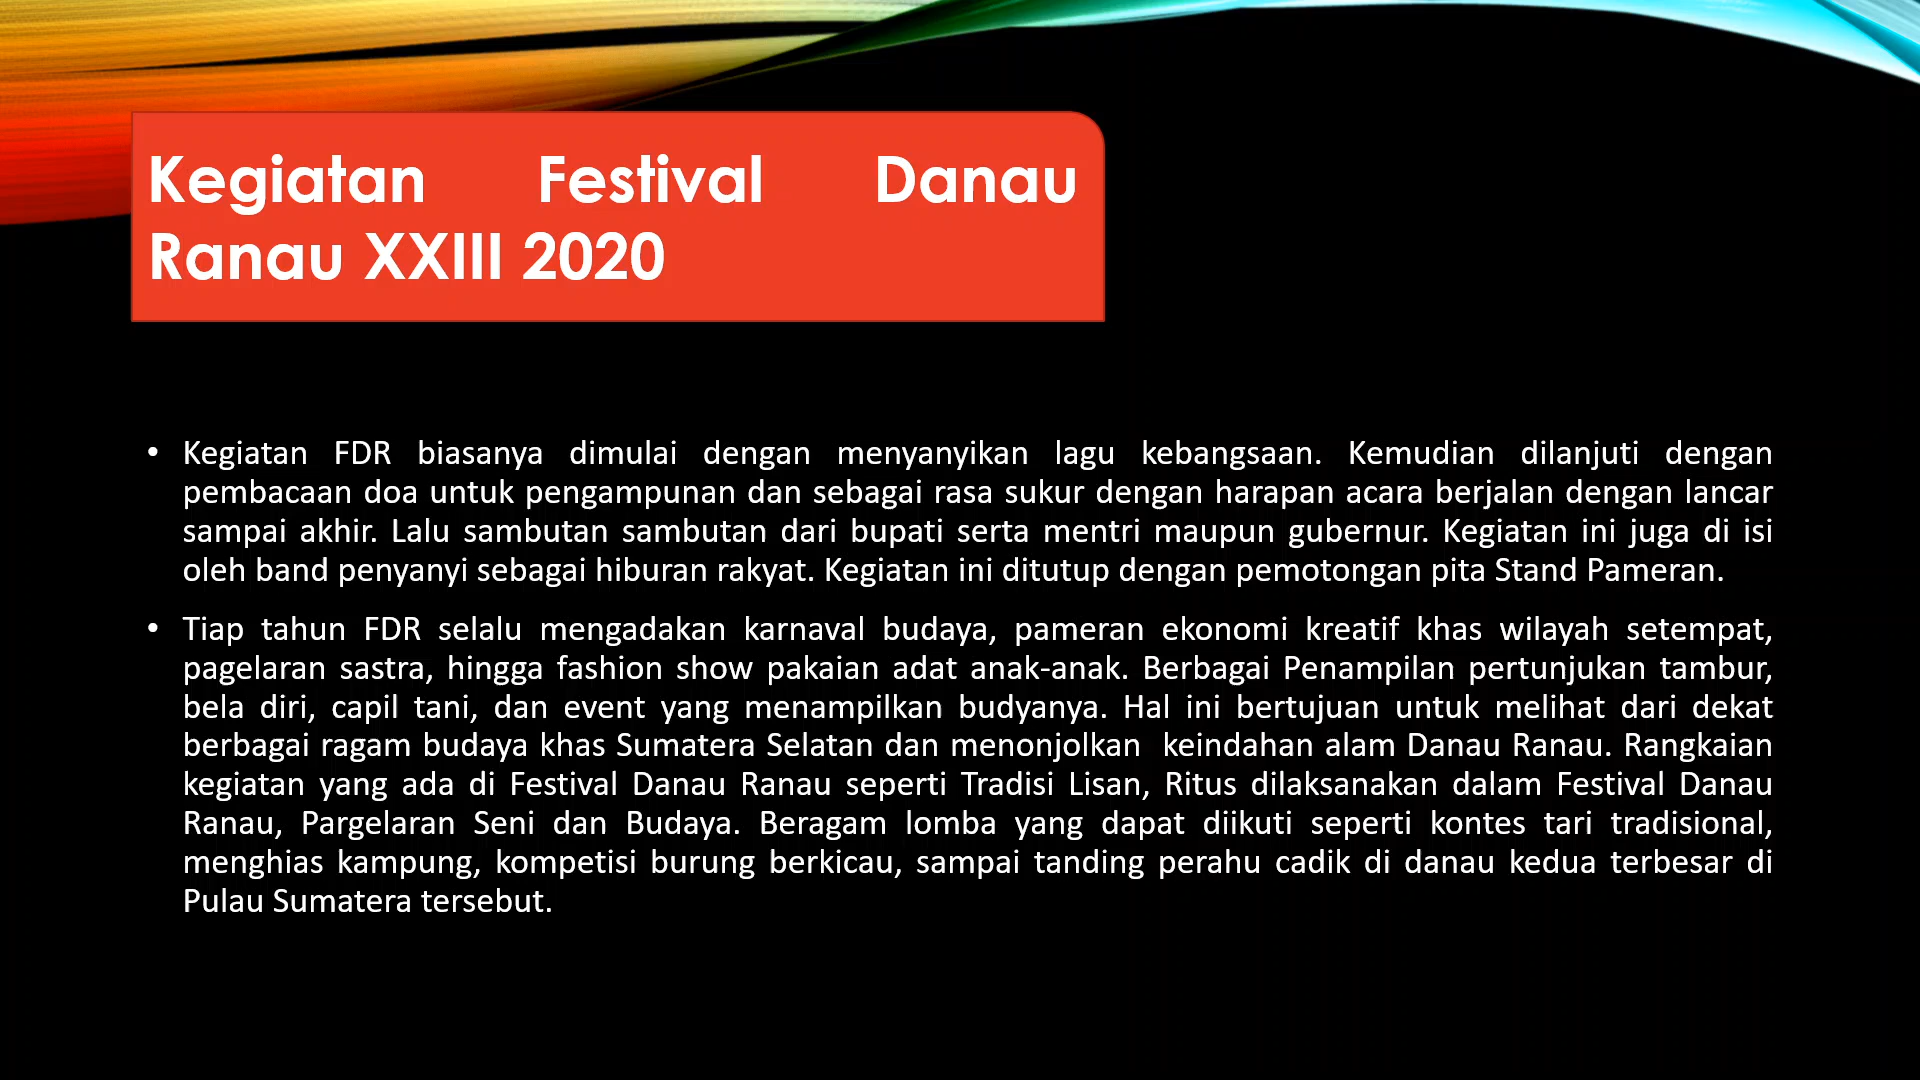 Kegiatan Festival Danau
Ranau XXIII 2020
• Kegiatan FDR biasanya dimulai dengan menyanyikan lagu kebangsaan. Kemudian dilanjuti dengan
pembacaan doa untuk pengampunan dan sebagai rasa sukur dengan harapan acara berjalan dengan lancar
sampai akhir. Lalu sambutan sambutan dari bupati serta mentri maupun gubernur. Kegiatan ini juga di isi
oleh band penyanyi sebagai hiburan rakyat. Kegiatan ini ditutup dengan pemotongan pita Stand Pameran.
• Tiap tahun FDR selalu mengadakan karnaval budaya, pameran ekonomi kreatif khas wilayah setempat,
pagelaran sastra, hingga fashion show pakaian adat anak-anak. Berbagai Penampilan pertunjukan tambur,
bela diri, capil tani, dan event yang menampilkan budyanya. Hal ini bertujuan untuk melihat dari dekat
berbagai ragam budaya khas Sumatera Selatan dan menonjolkan  keindahan alam Danau Ranau. Rangkaian
kegiatan yang ada di Festival Danau Ranau seperti Tradisi Lisan, Ritus dilaksanakan dalam Festival Danau
Ranau, Pargelaran Seni dan Budaya. Beragam lomba yang dapat diikuti seperti kontes tari tradisional,
menghias kampung, kompetisi burung berkicau, sampai tanding perahu cadik di danau kedua terbesar di
Pulau Sumatera tersebut.